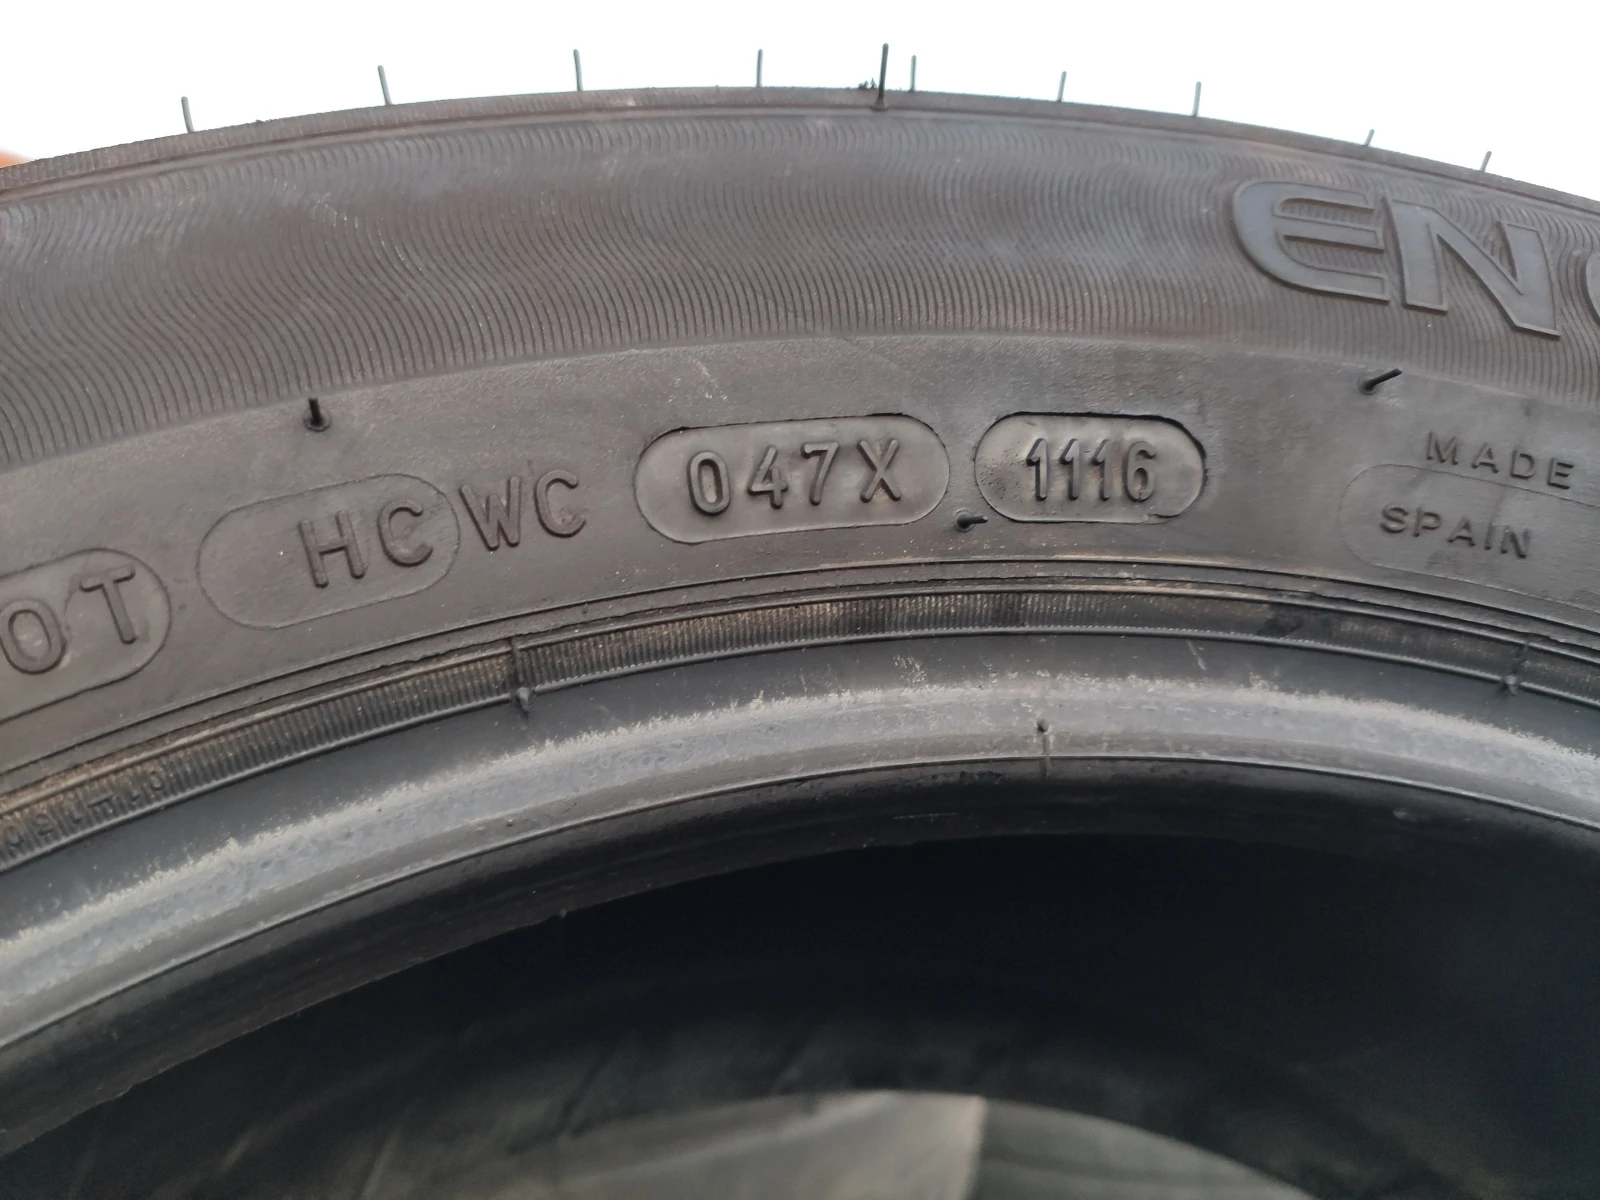 EN
OT HC WC 047X 1116
MADE
SPAIN